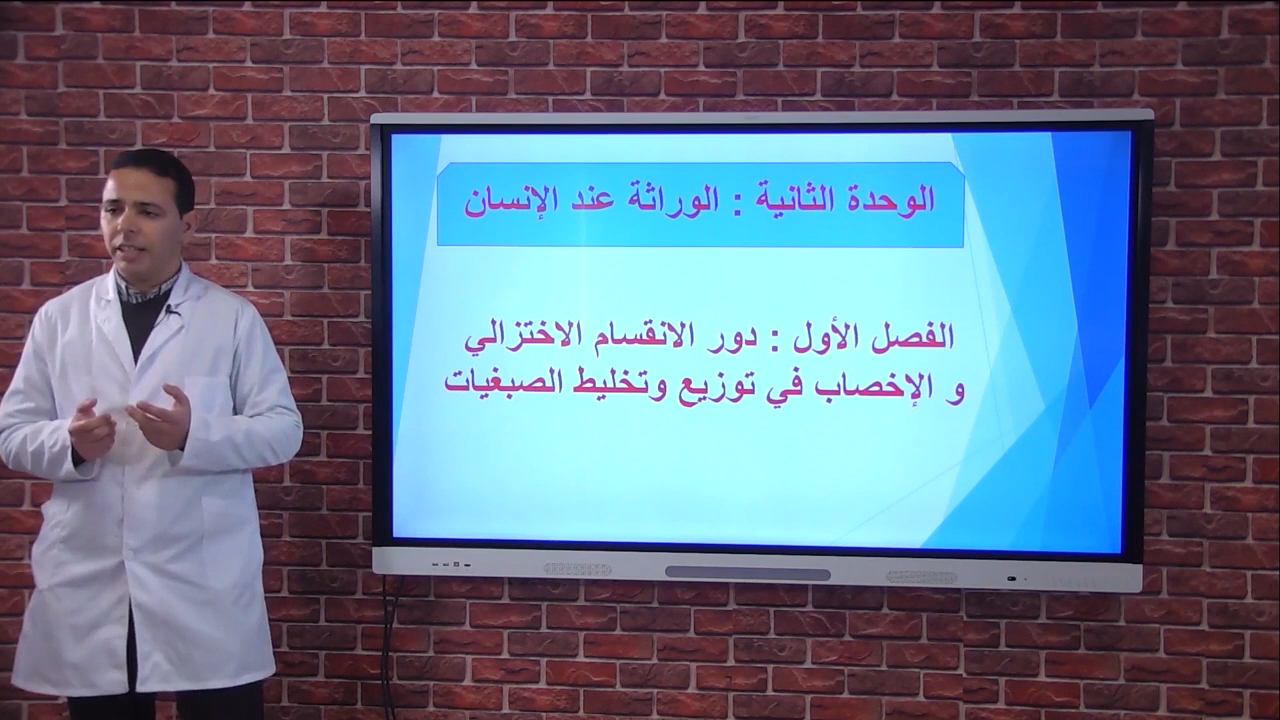 الوحدة الثانية : الوراثة عند الإنسان
الفصل الأول : دور الانقسام الاختزالي
و الإخصاب في توزيع وتخليط الصبغيات